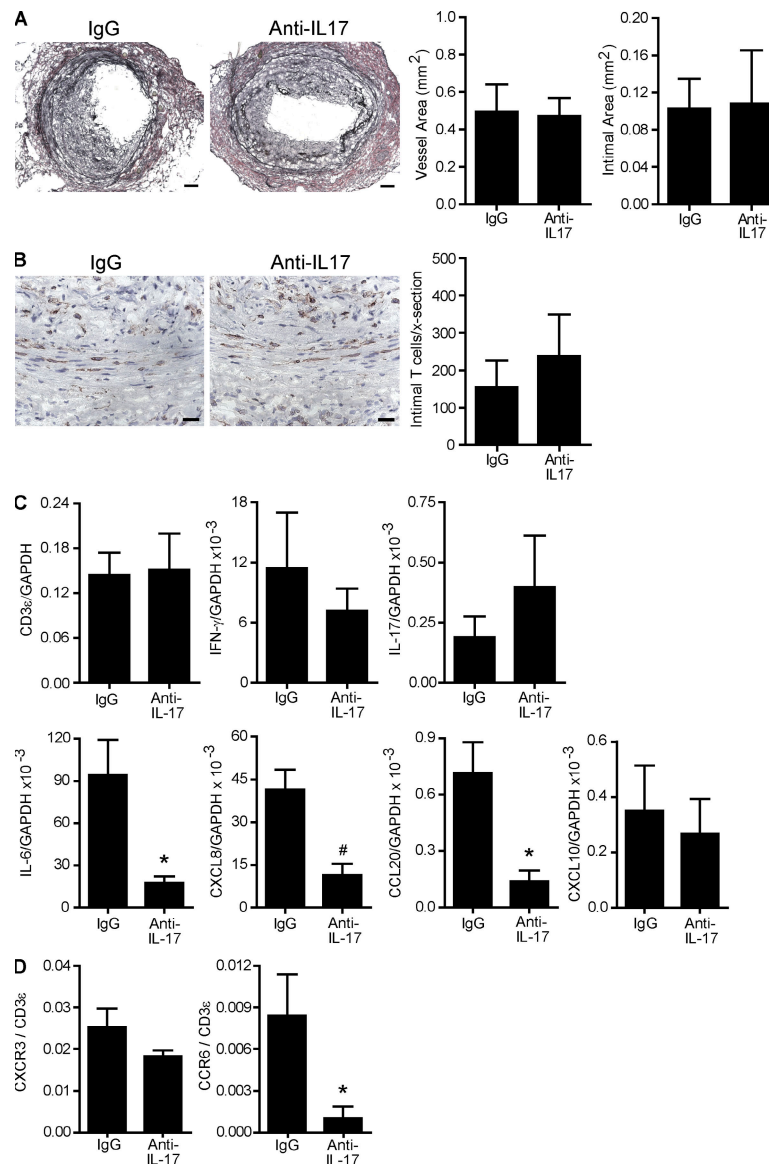 A
IgG
Anti-IL17
Vessel Area (mm²)
1.0
0.8
0.6
0.4
0.2
0.0
IgG
Anti-
IL17
Intimal Area (mm²)
0.20
0.16
0.12
0.08
0.04
0.00
IgG
Anti-
IL17
B
IgG
Anti-IL17
Intimal T cells/x-section
500
400
300
200
100
0
IgG
Anti-
IL17
C
CD3ε/GAPDH
0.24
0.18
0.12
0.06
0.00
IgG
Anti-
IL-17
IFN-γ/GAPDH x10⁻³
18
12
6
0
IgG
Anti-
IL-17
IL-17/GAPDH x10⁻³
0.75
0.50
0.25
0.00
IgG
Anti-
IL-17
IL-6/GAPDH x10⁻³
120
90
60
30
0
*
IgG
Anti-
IL-17
CXCL8/GAPDH x10⁻³
60
45
30
15
0
#
IgG
Anti-
IL-17
CCL20/GAPDH x 10⁻³
1.0
0.8
0.6
0.4
0.2
0.0
*
IgG
Anti-
IL-17
CXCL10/GAPDH x10⁻³
0.6
0.4
0.2
0.0
IgG
Anti-
IL-17
D
CXCR3 / CD3ε
0.04
0.03
0.02
0.01
0.00
IgG
Anti-
IL-17
CCR6 / CD3ε
0.012
0.009
0.006
0.003
0.000
*
IgG
Anti-
IL-17